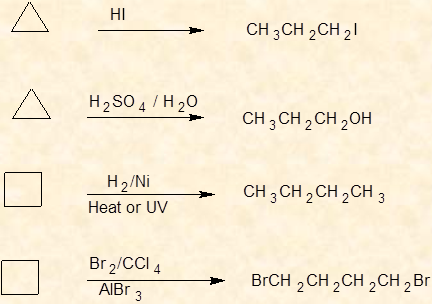 HI
CH₃CH₂CH₂I
H₂SO₄ / H₂O
CH₃CH₂CH₂OH
H₂/Ni
Heat or UV
CH₃CH₂CH₂CH₃
Br₂/CCl₄
AlBr₃
BrCH₂CH₂CH₂CH₂Br